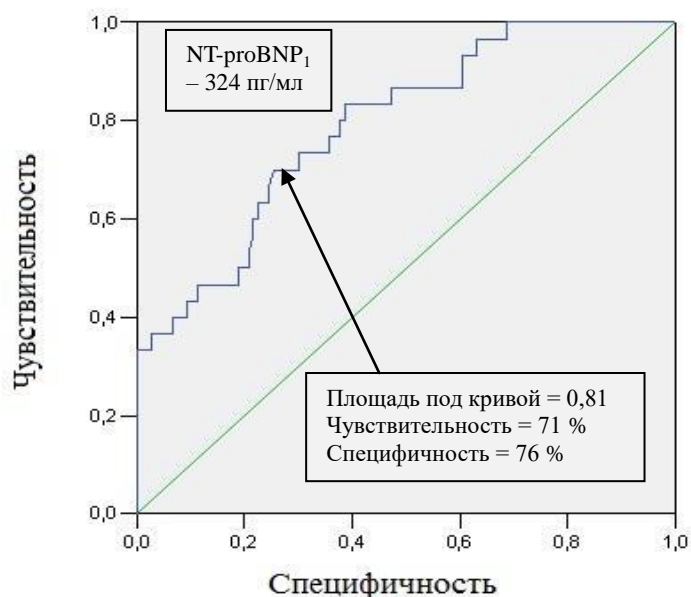 1,0
0,8
0,6
0,4
0,2
0,0
Чувствительность
NT-proBNP₁
– 324 пг/мл
Площадь под кривой = 0,81
Чувствительность = 71 %
Специфичность = 76 %
0,0 0,2 0,4 0,6 0,8 1,0
Специфичность